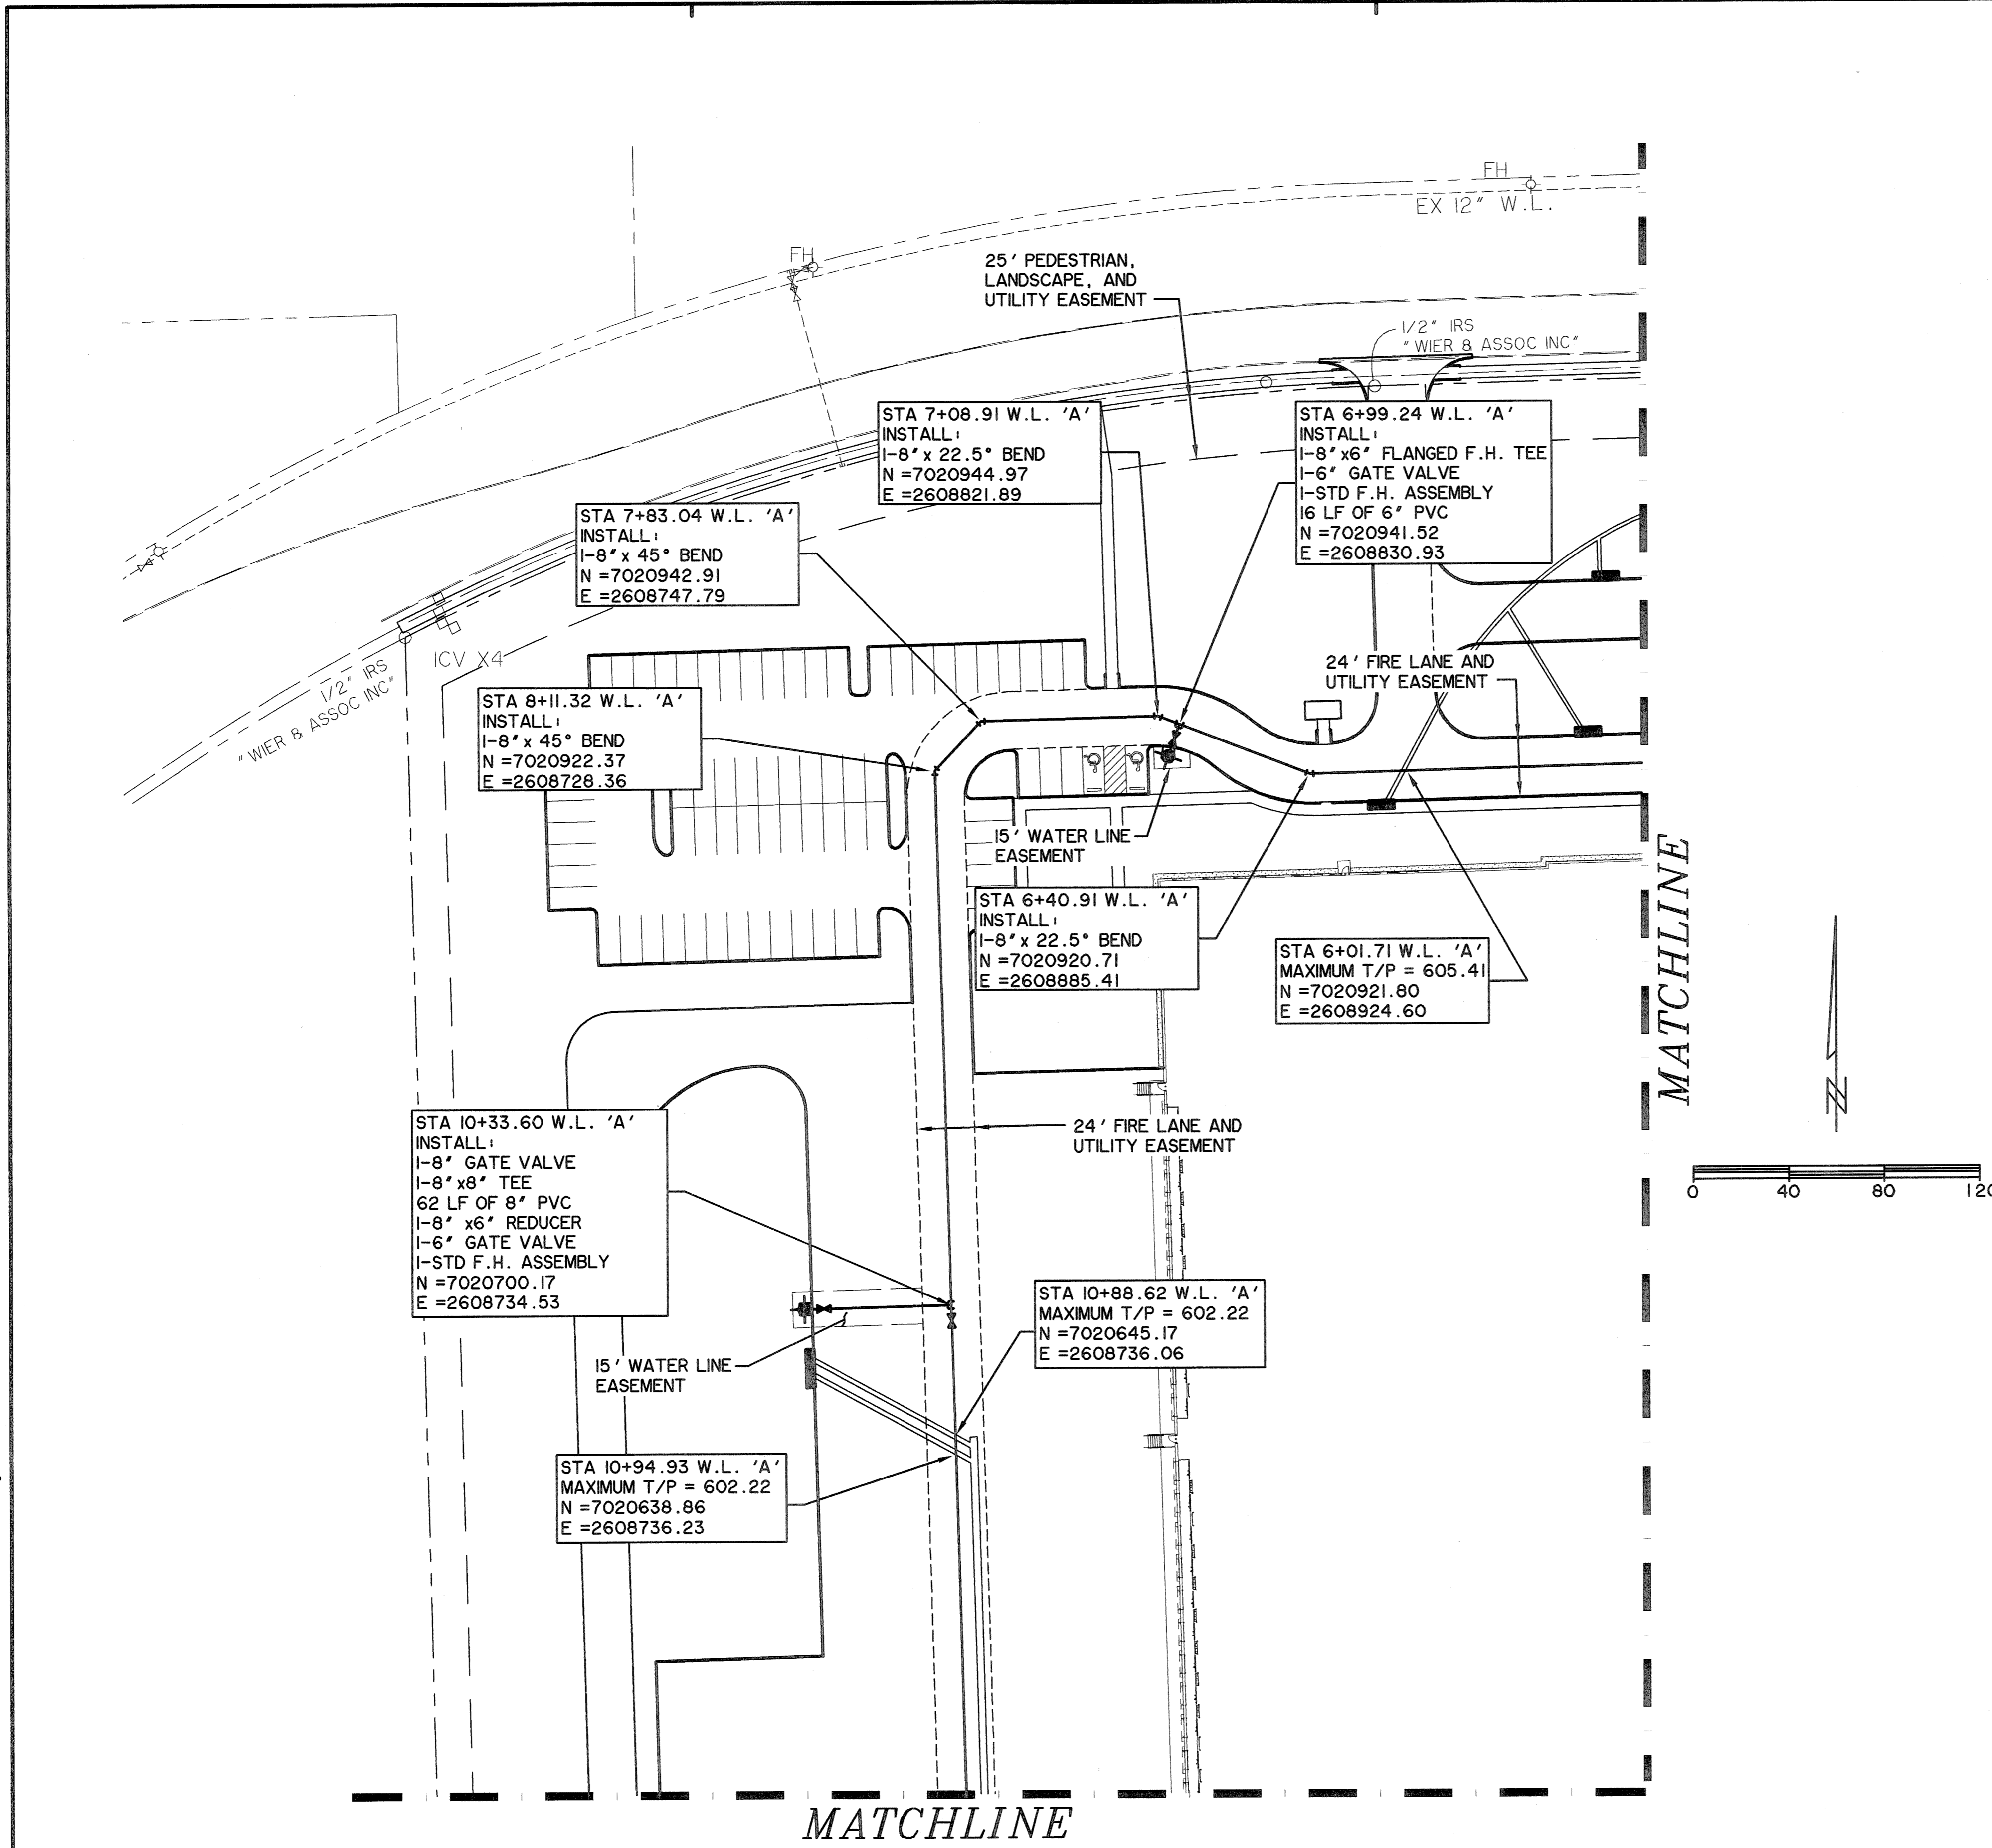 FH
EX 12" W.L.
FH
25' PEDESTRIAN,
LANDSCAPE, AND
UTILITY EASEMENT
1/2" IRS
"WIER & ASSOC INC"
STA 7+08.91 W.L. 'A'
INSTALL:
1-8"x 22.5° BEND
N =7020944.97
E =2608821.89
STA 6+99.24 W.L. 'A'
INSTALL:
1-8"x6" FLANGED F.H. TEE
1-6" GATE VALVE
1-STD F.H. ASSEMBLY
16 LF OF 6" PVC
N =7020941.52
E =2608830.93
STA 7+83.04 W.L. 'A'
INSTALL:
1-8"x 45° BEND
N =7020942.91
E =2608747.79
ICV X4
1/2" IRS
"WIER & ASSOC INC"
24' FIRE LANE AND
UTILITY EASEMENT
STA 8+11.32 W.L. 'A'
INSTALL:
1-8"x 45° BEND
N =7020922.37
E =2608728.36
15' WATER LINE
EASEMENT
STA 6+40.91 W.L. 'A'
INSTALL:
1-8"x 22.5° BEND
N =7020920.71
E =2608885.41
STA 6+01.71 W.L. 'A'
MAXIMUM T/P = 605.41
N =7020921.80
E =2608924.60
MATCHLINE
N
0 40 80 120
STA 10+33.60 W.L. 'A'
INSTALL:
1-8" GATE VALVE
1-8"x8" TEE
62 LF OF 8" PVC
1-8" x6" REDUCER
1-6" GATE VALVE
1-STD F.H. ASSEMBLY
N =7020700.17
E =2608734.53
24' FIRE LANE AND
UTILITY EASEMENT
STA 10+88.62 W.L. 'A'
MAXIMUM T/P = 602.22
N =7020645.17
E =2608736.06
15' WATER LINE
EASEMENT
STA 10+94.93 W.L. 'A'
MAXIMUM T/P = 602.22
N =7020638.86
E =2608736.23
MATCHLINE